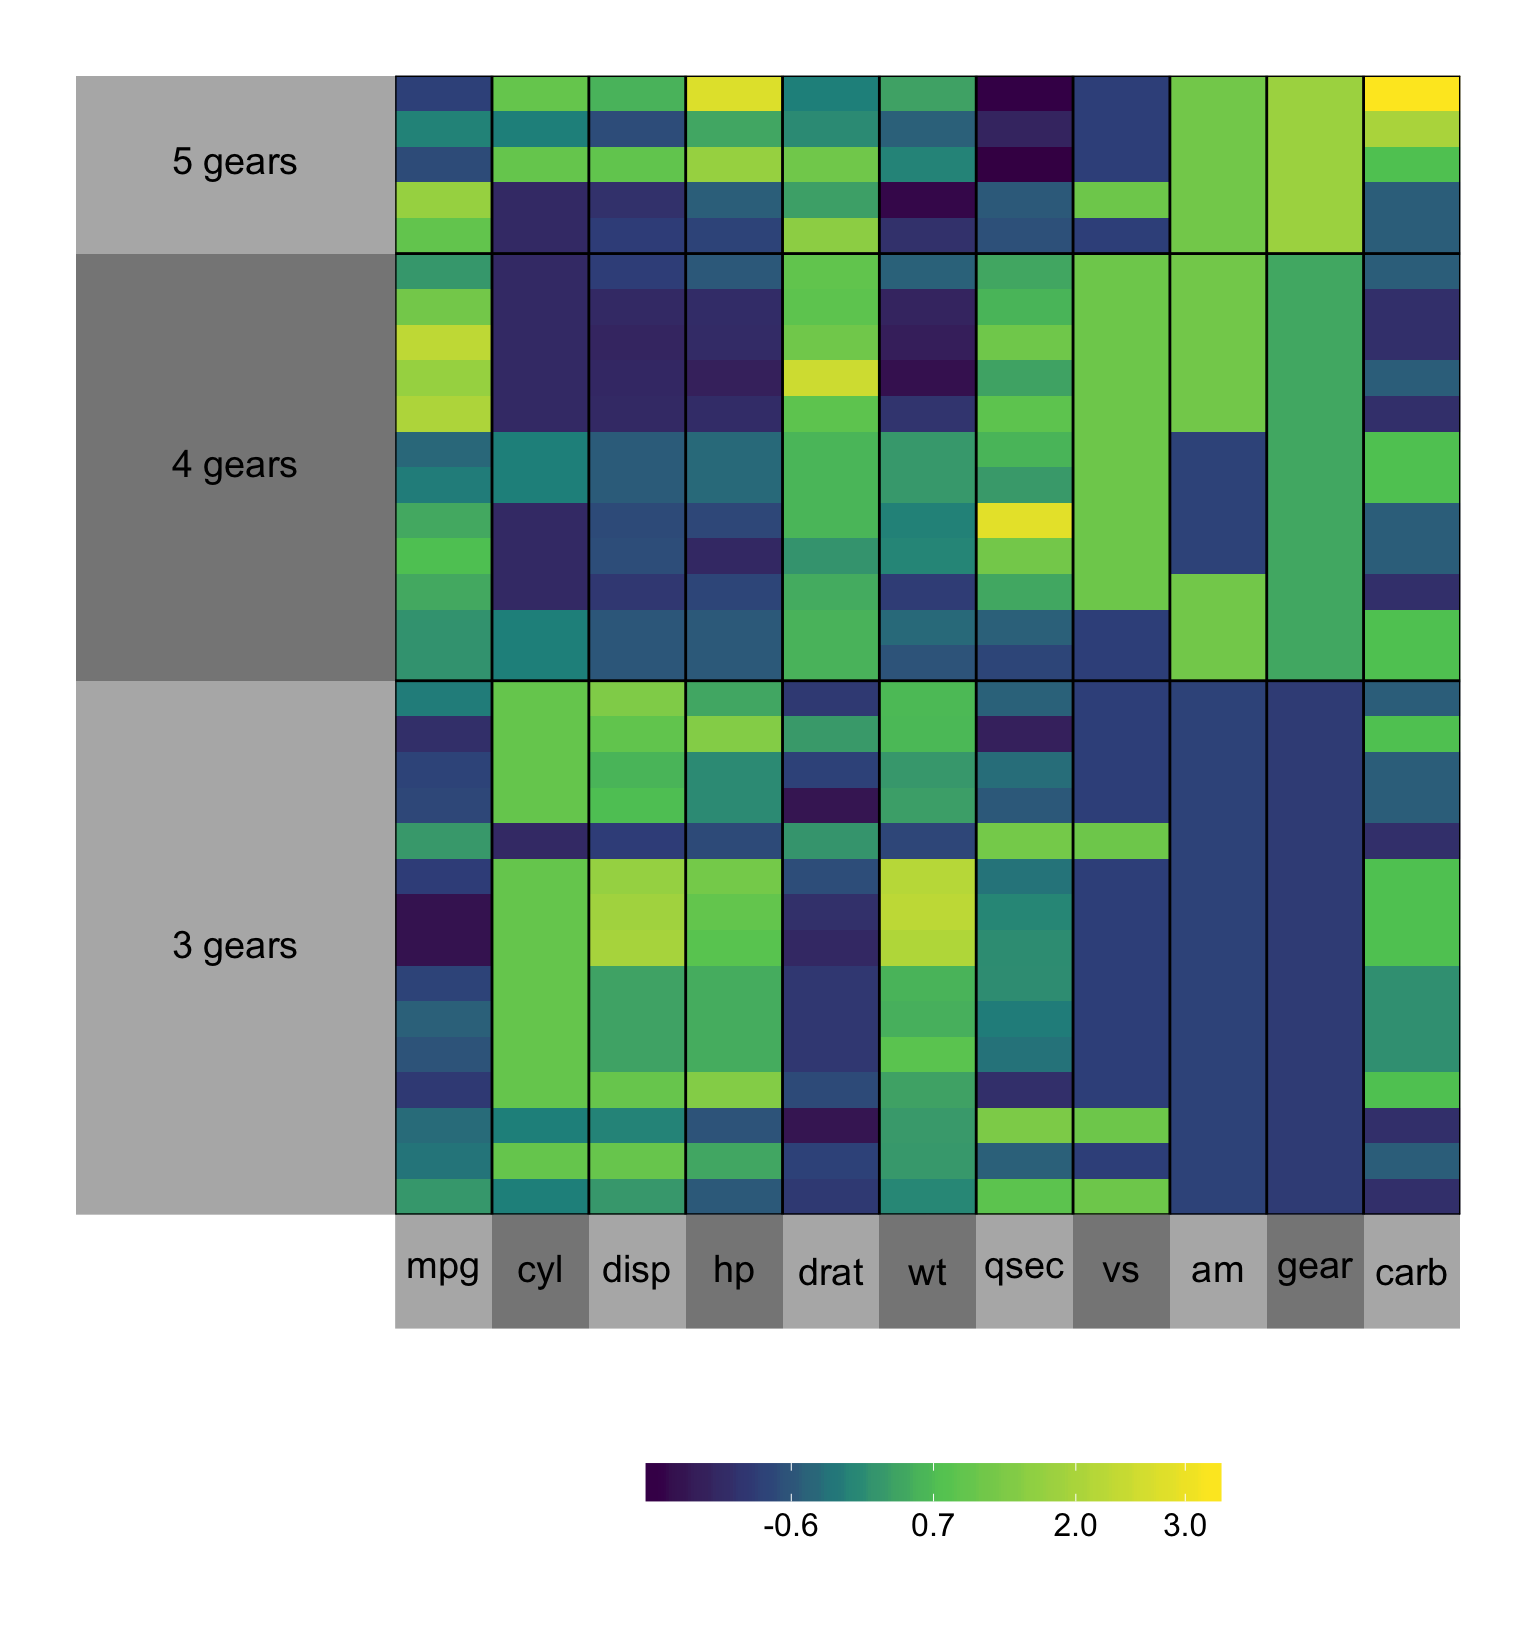 5 gears
4 gears
3 gears
mpg cyl disp hp drat wt qsec vs am gear carb
-0.6 0.7 2.0 3.0